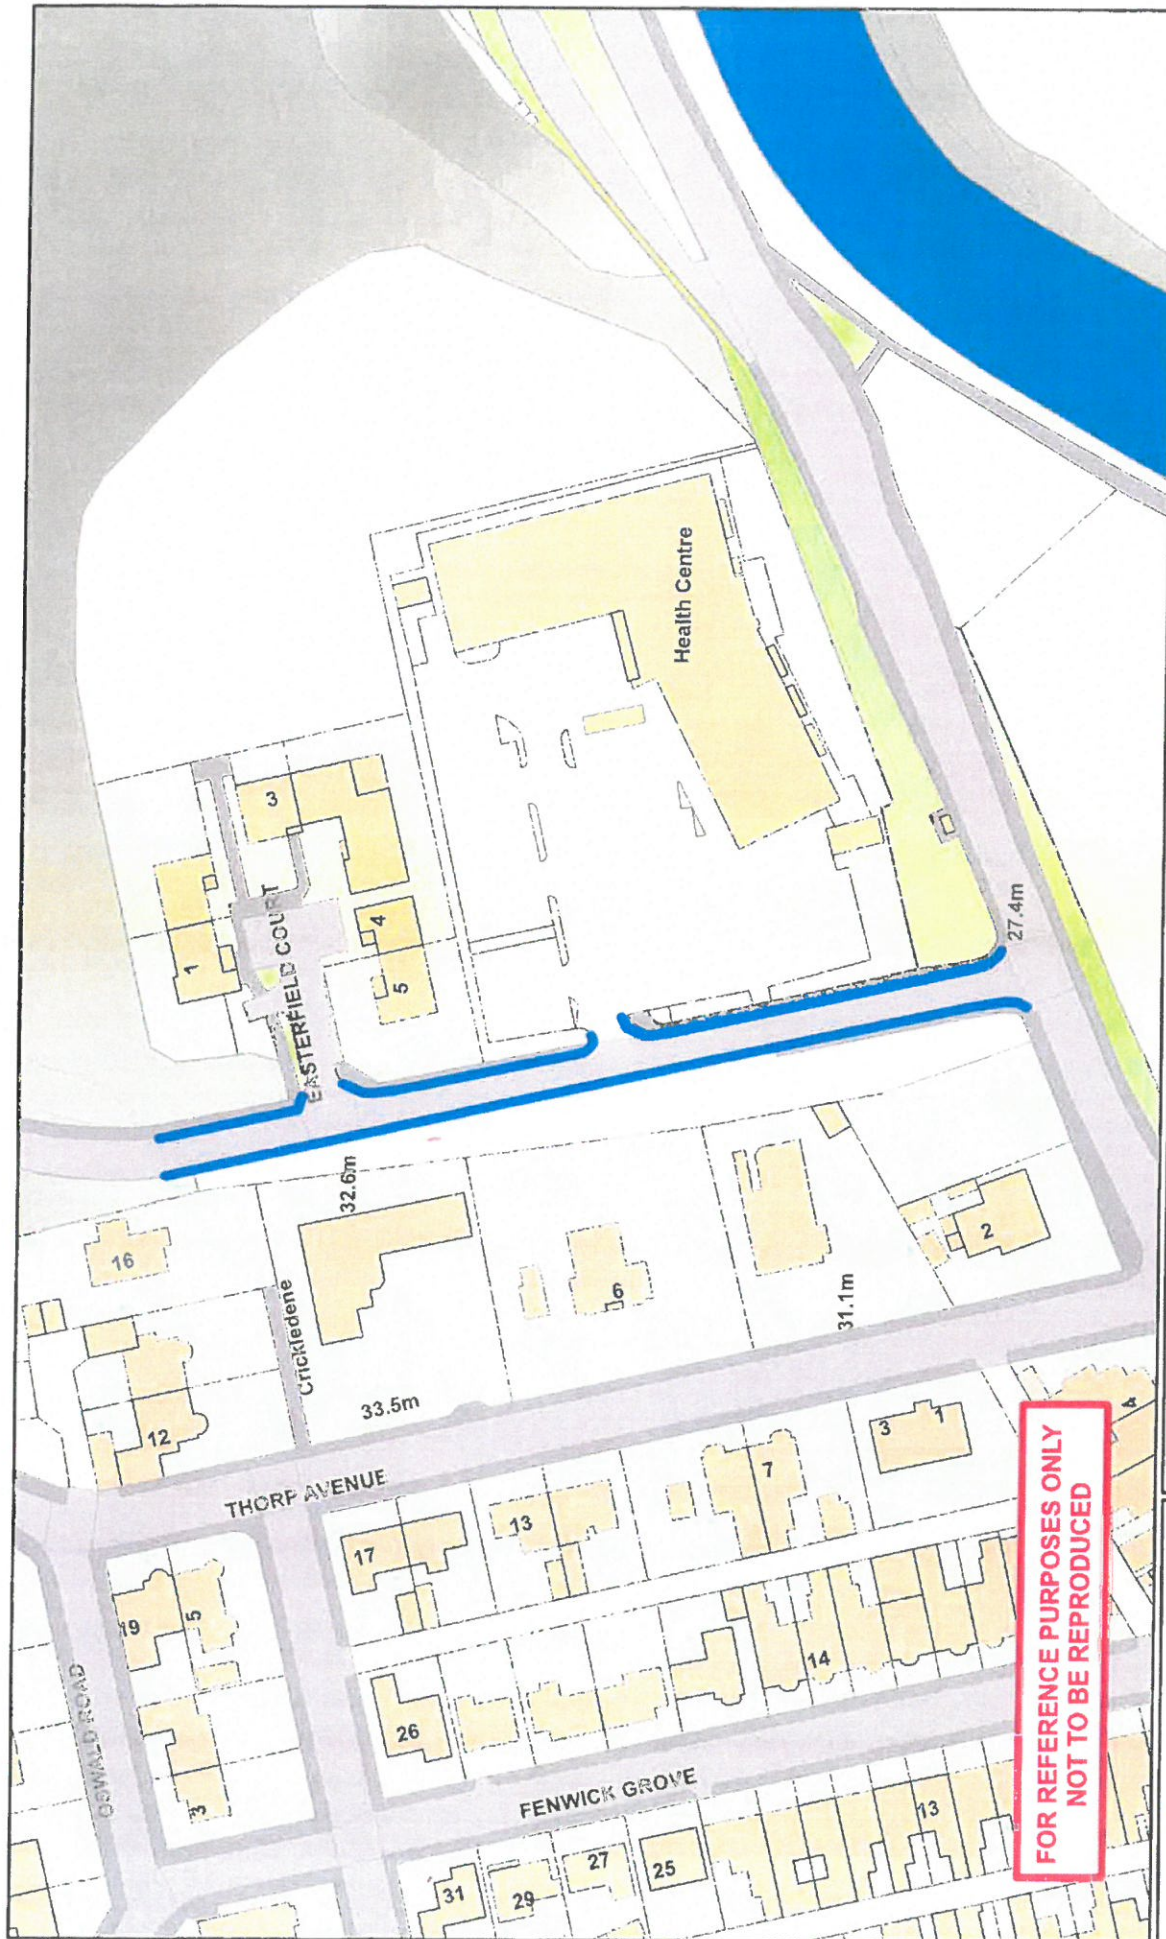 Health Centre
3
EASTERFIELD COURT
1
4
5
27.4m
32.6m
16
Crickledene
6
2
31.1m
33.5m
12
THORP AVENUE
3
1
4
7
13
17
19
5
OSWALD ROAD
3
26
14
FENWICK GROVE
31
29
27
25
13
FOR REFERENCE PURPOSES ONLY
NOT TO BE REPRODUCED